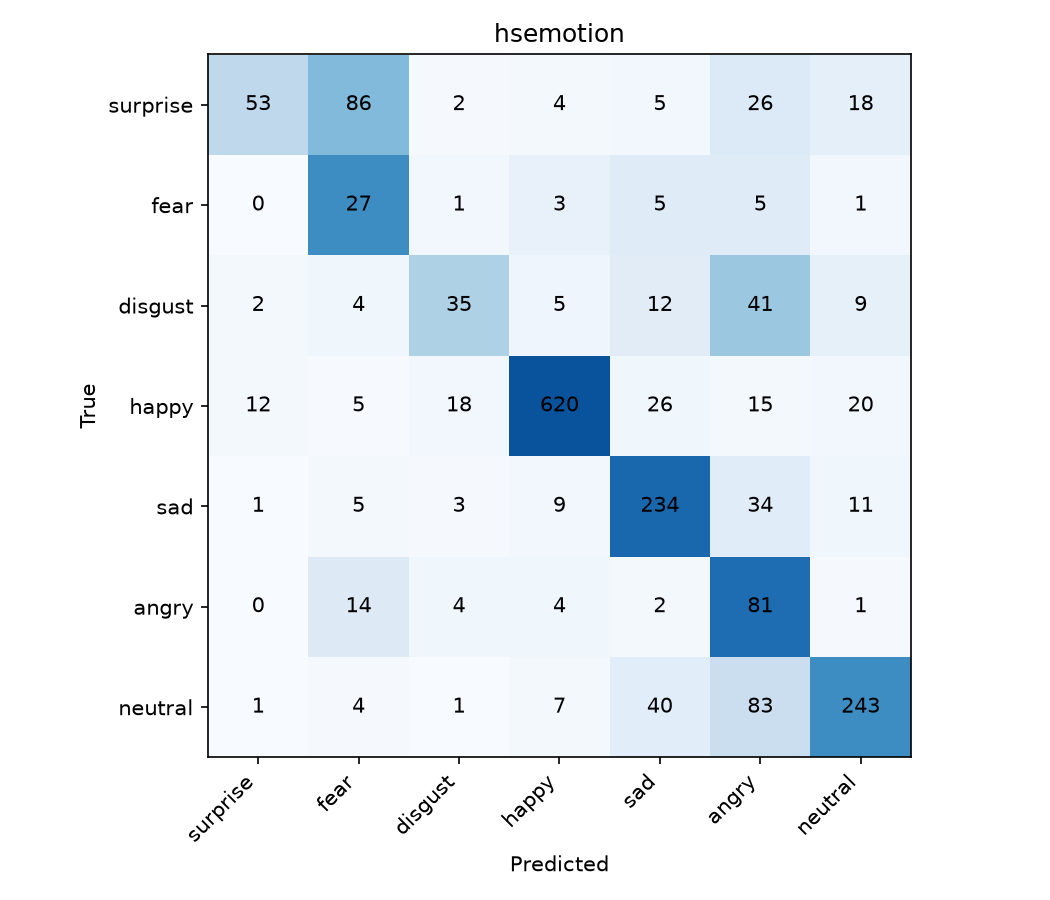 hsemotion
surprise 53 86 2 4 5 26 18
fear 0 27 1 3 5 5 1
disgust 2 4 35 5 12 41 9
True
happy 12 5 18 620 26 15 20
sad 1 5 3 9 234 34 11
angry 0 14 4 4 2 81 1
neutral 1 4 1 7 40 83 243
surprise fear disgust happy sad angry neutral
Predicted